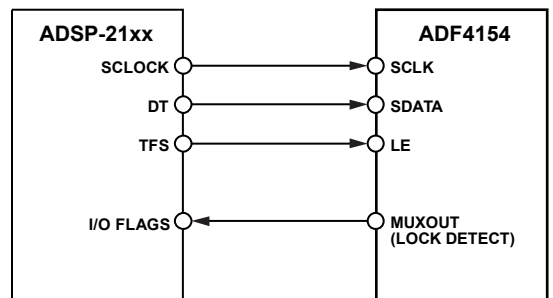 ADSP-21xx
SCLOCK
DT
TFS
I/O FLAGS
ADF4154
SCLK
SDATA
LE
MUXOUT
(LOCK DETECT)